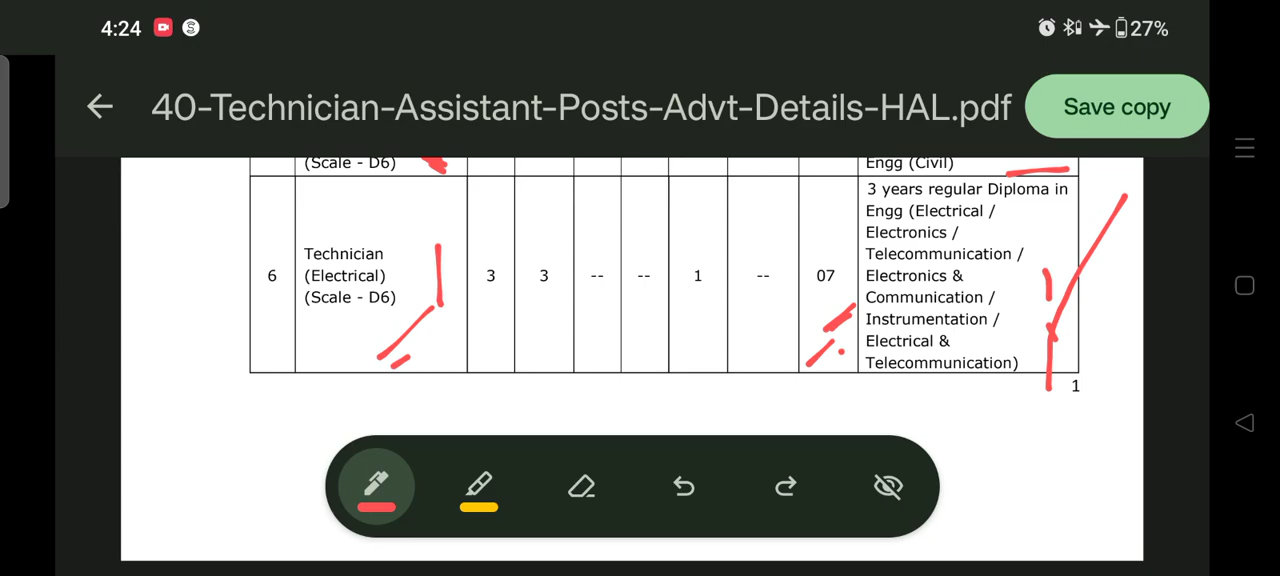 4:24 27%
40-Technician-Assistant-Posts-Advt-Details-HAL.pdf Save copy
(Scale - D6) Engg (Civil)
3 years regular Diploma in
Engg (Electrical /
Electronices /
Technician Telecommunication /
6 (Electrical) 3 3 -- -- 1 -- 07 Electronics &
(Scale - D6) Communication /
Instrumentation /
Electrical &
Telecommunication)
1